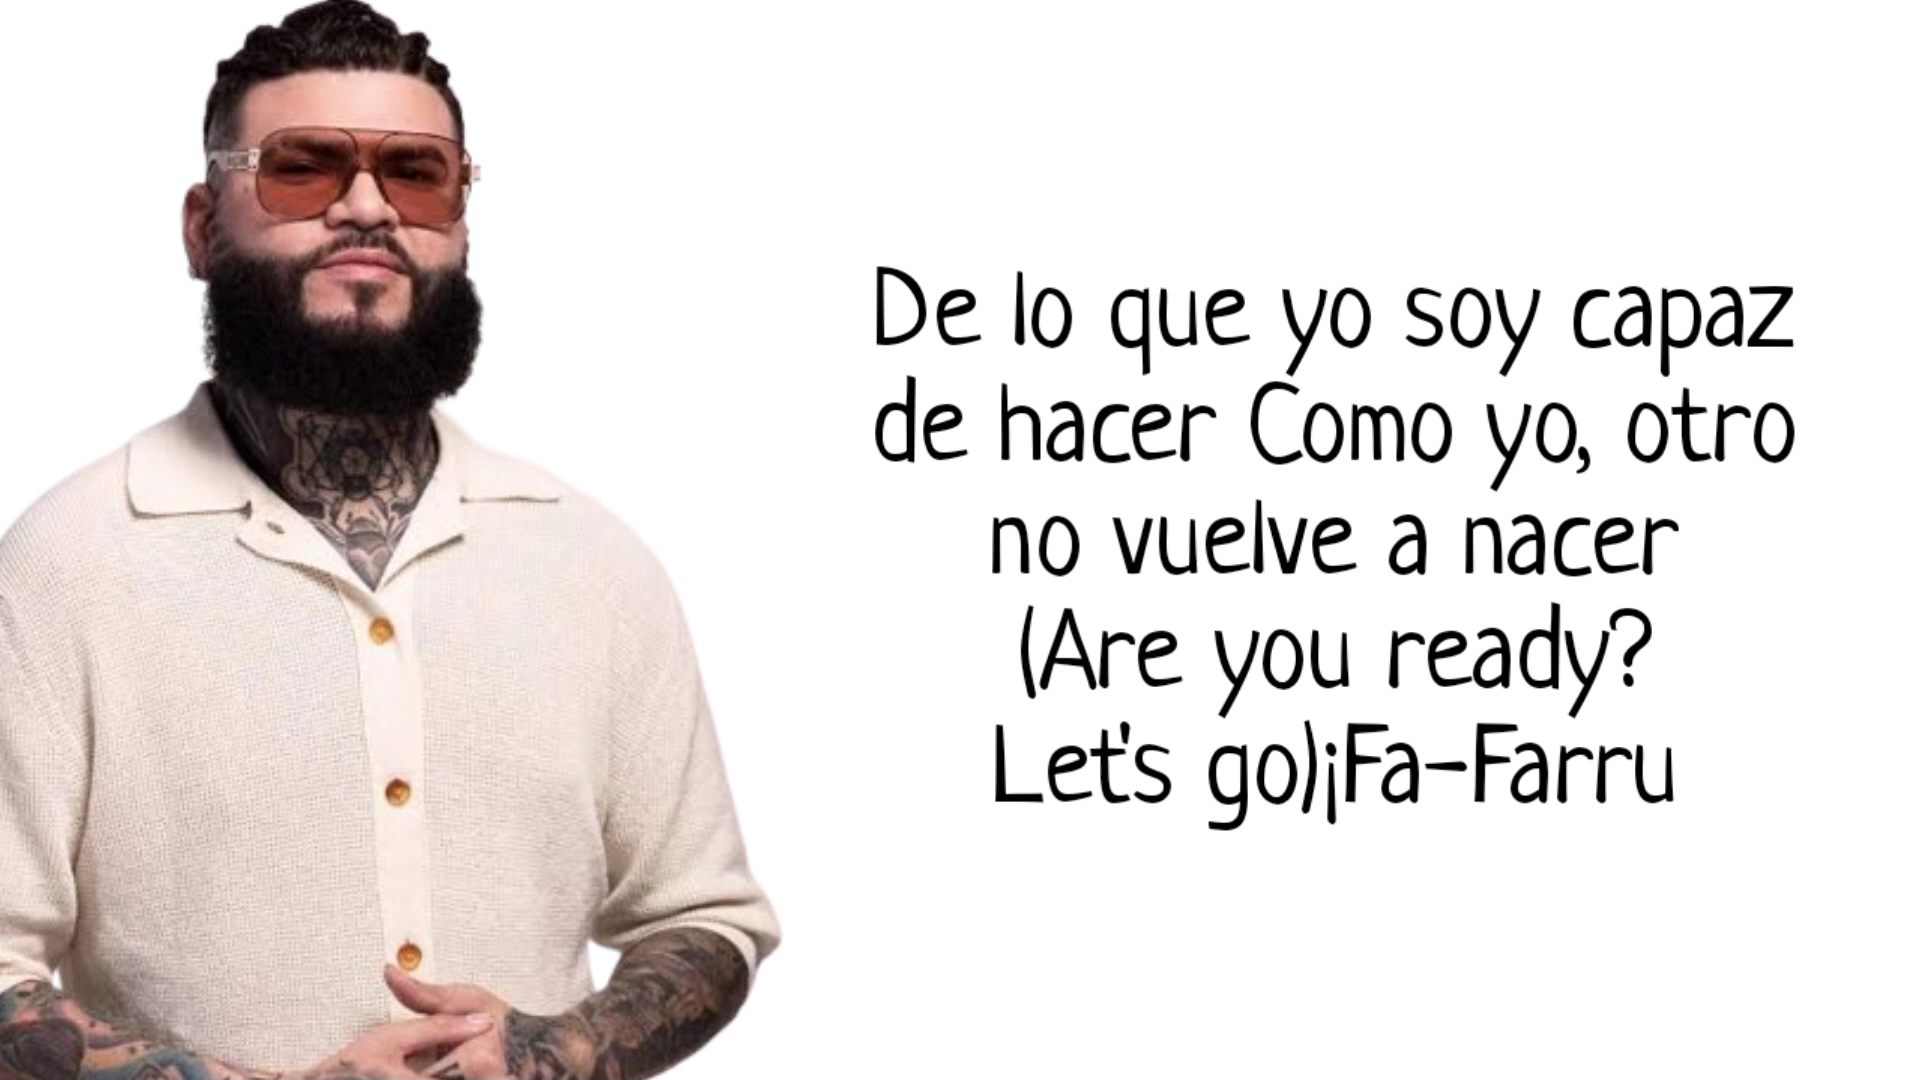 De lo que yo soy capaz
de hacer Como yo, otro
no vuelve a nacer
(Are you ready?
Let's go)¡Fa-Farru